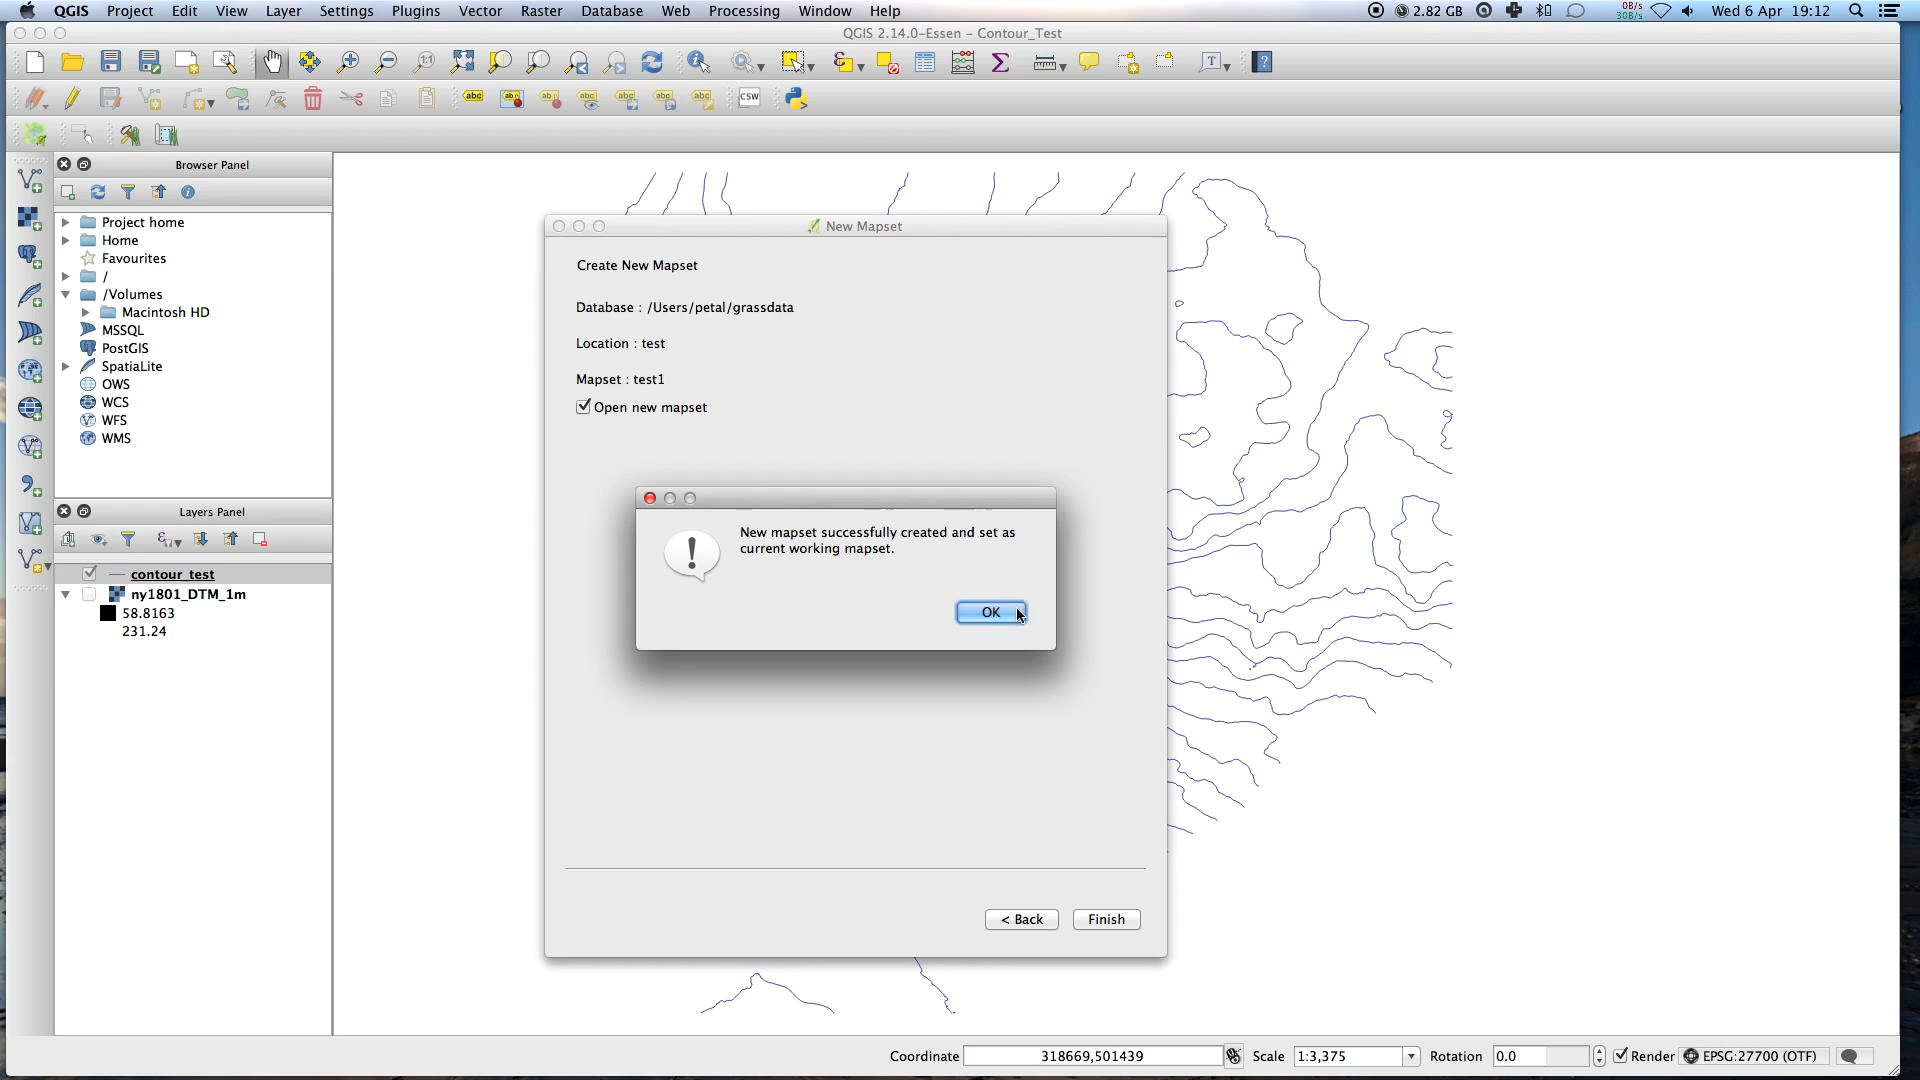 QGIS Project Edit View Layer Settings Plugins Vector Raster Database Web Processing Window Help
2.82 GB
0B/s
30B/s
Wed 6 Apr 19:12
QGIS 2.14.0-Essen - Contour_Test
abc
CSW
Browser Panel
Project home
Home
Favourites
/
/Volumes
Macintosh HD
MSSQL
PostGIS
SpatiaLite
OWS
WCS
WFS
WMS
Layers Panel
contour_test
ny1801_DTM_1m
58.8163
231.24
New Mapset
Create New Mapset
Database : /Users/petal/grassdata
Location : test
Mapset : test1
Open new mapset
New mapset successfully created and set as
current working mapset.
OK
< Back
Finish
Coordinate 318669,501439 Scale 1:3,375 Rotation 0.0 Render EPSG:27700 (OTF)